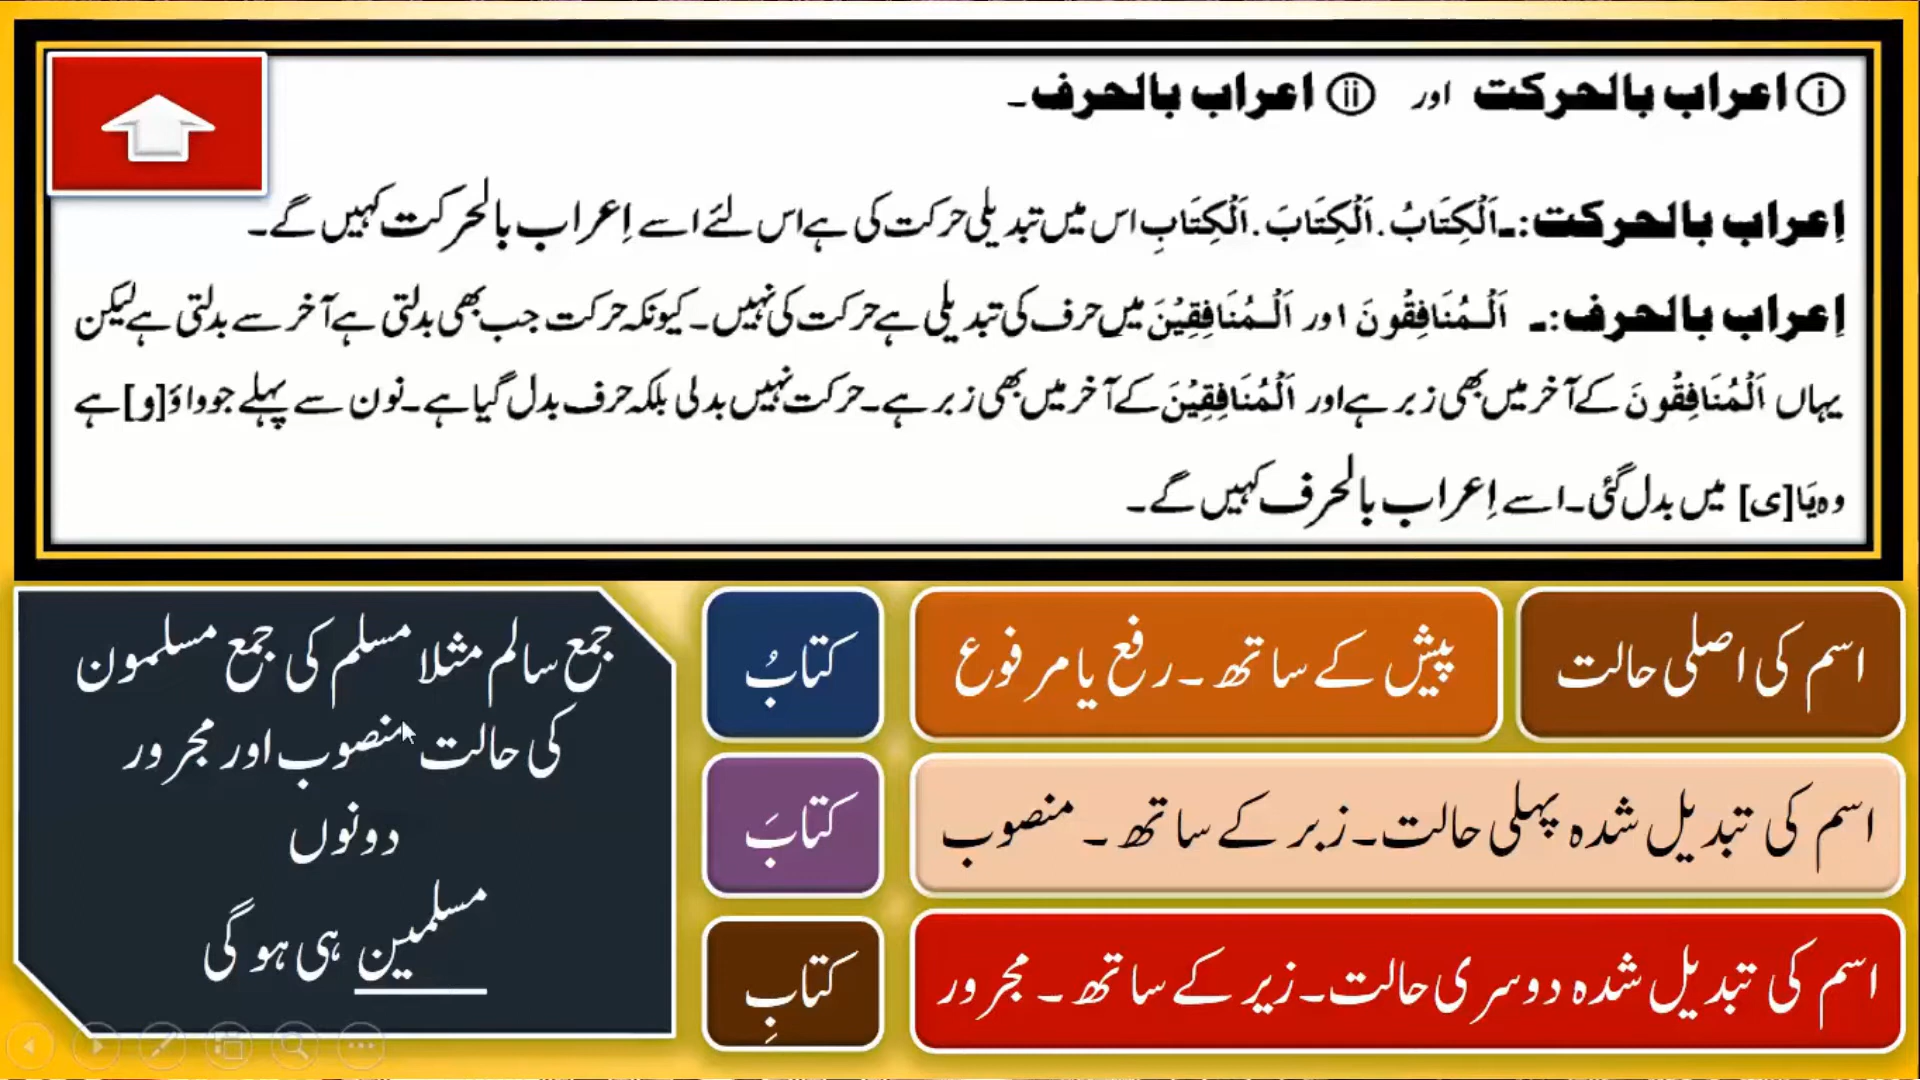 ⓘ اعراب بالحرکت اور ⓘⓘ اعراب بالحرف۔
اِعراب بالحرکت:۔اَلْکِتَابُ. اَلْکِتَابَ. اَلْکِتَابِ اس میں تبدیلی حرکت کی ہے اس لئے اسے اِعراب بالحرکت کہیں گے۔
اِعراب بالحرف:۔ اَلْمُنَافِقُونَ اور اَلْمُنَافِقِیْنَ میں حرف کی تبدیلی ہے حرکت کی نہیں۔ کیونکہ حرکت جب بھی بدلتی ہے آخر سے بدلتی ہے لیکن
یہاں اَلْمُنَافِقُونَ کے آخر میں بھی زبر ہے اور اَلْمُنَافِقِیْنَ کے آخر میں بھی زبر ہے۔ حرکت نہیں بدلی بلکہ حرف بدل گیا ہے۔ نون سے پہلے جو واؤ[و] ہے
وہ یَا[ی] میں بدل گئی۔ اسے اِعراب بالحرف کہیں گے۔
اسم کی اصلی حالت
پیش کے ساتھ۔ رفع یا مرفوع
کتابُ
اسم کی تبدیل شدہ پہلی حالت۔ زبر کے ساتھ۔ منصوب
کتابَ
اسم کی تبدیل شدہ دوسری حالت۔ زیر کے ساتھ۔ مجرور
کتابِ
جمع سالم مثلا مسلم کی جمع مسلمون
کی حالت منصوب اور مجرور
دونوں
مسلمین ہی ہوگی